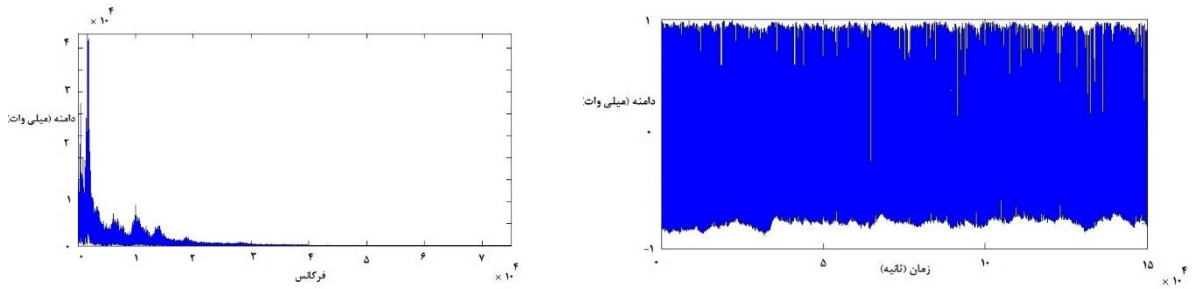 × ۱۰ ۴
۴
۳
دامنه (میلی وات)
۲
۱
۰
۰ ۱ ۲ ۳ ۴ ۵ ۶ ۷
× ۱۰ ۴
فرکانس
۱
دامنه (میلی وات)
۰
-۱
۰ ۵ ۱۰ ۱۵
× ۱۰ ۴
زمان (ثانیه)